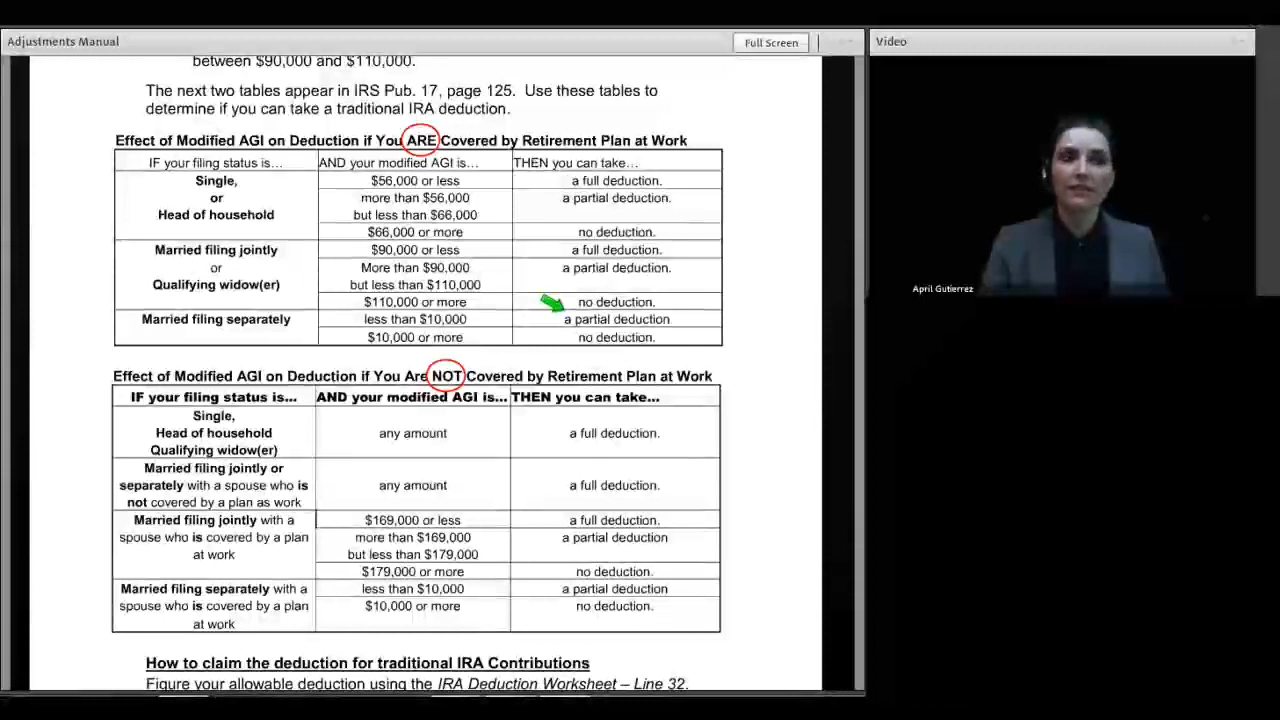 Adjustments Manual
Full Screen
Video
between $90,000 and $110,000.
The next two tables appear in IRS Pub. 17, page 125. Use these tables to
determine if you can take a traditional IRA deduction.
Effect of Modified AGI on Deduction if You ARE Covered by Retirement Plan at Work
IF your filing status is… AND your modified AGI is… THEN you can take…
Single, $56,000 or less a full deduction.
or more than $56,000 a partial deduction.
Head of household but less than $66,000
$66,000 or more no deduction.
Married filing jointly $90,000 or less a full deduction.
or More than $90,000 a partial deduction.
Qualifying widow(er) but less than $110,000
$110,000 or more no deduction.
Married filing separately less than $10,000 a partial deduction
$10,000 or more no deduction.
Effect of Modified AGI on Deduction if You Are NOT Covered by Retirement Plan at Work
IF your filing status is… AND your modified AGI is… THEN you can take…
Single,
Head of household any amount a full deduction.
Qualifying widow(er)
Married filing jointly or
separately with a spouse who is any amount a full deduction.
not covered by a plan as work
Married filing jointly with a $169,000 or less a full deduction.
spouse who is covered by a plan more than $169,000 a partial deduction
at work but less than $179,000
$179,000 or more no deduction.
Married filing separately with a less than $10,000 a partial deduction
spouse who is covered by a plan $10,000 or more no deduction.
at work
How to claim the deduction for traditional IRA Contributions
Figure your allowable deduction using the IRA Deduction Worksheet – Line 32.
April Gutierrez